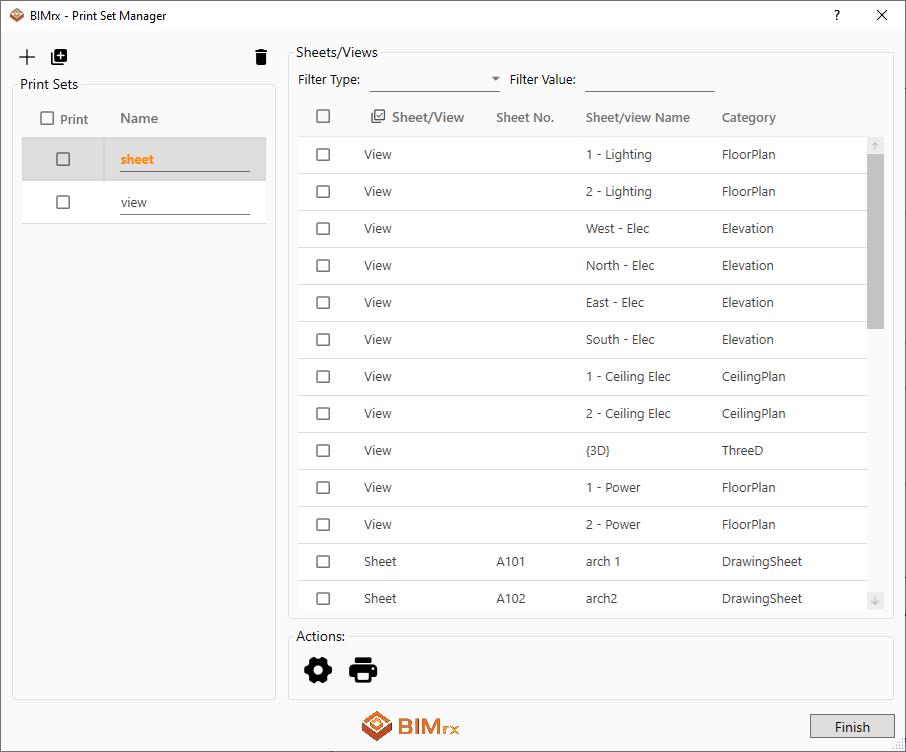 BIMrx - Print Set Manager ?
Print Sets
Print Name
sheet
view
Sheets/Views
Filter Type: Filter Value:
Sheet/View Sheet No. Sheet/view Name Category
View 1 - Lighting FloorPlan
View 2 - Lighting FloorPlan
View West - Elec Elevation
View North - Elec Elevation
View East - Elec Elevation
View South - Elec Elevation
View 1 - Ceiling Elec CeilingPlan
View 2 - Ceiling Elec CeilingPlan
View {3D} ThreeD
View 1 - Power FloorPlan
View 2 - Power FloorPlan
Sheet A101 arch 1 DrawingSheet
Sheet A102 arch2 DrawingSheet
Actions:
BIMrx
Finish